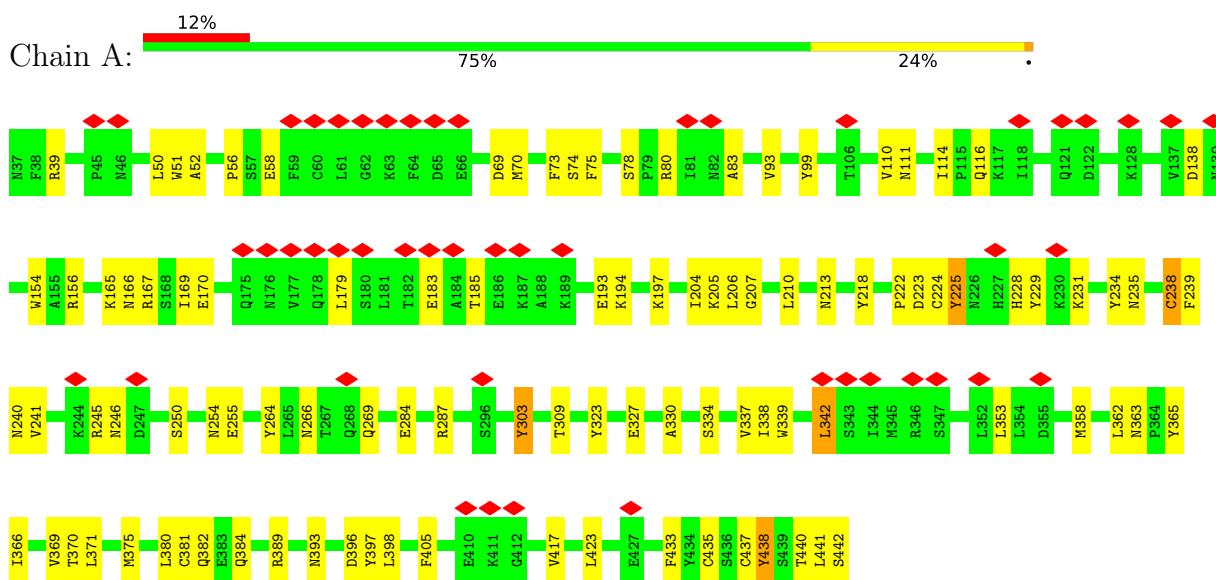 12%
Chain A:
75% 24% •
N37 F38 R39 P45 N46 L50 W51 A52 P56 S57 E58 F59 C60 L61 G62 K63 F64 D65 E66 D69 M70 F73 S74 F75 S78 P79 R80 I81 N82 A83 V93 Y99 T106 V110 N111 I114 P115 Q116 K117 I118 Q121 D122 K128 V137 D138 N139
W154 A155 R156 K165 N166 R167 S168 I169 E170 Q175 N176 V177 Q178 L179 S180 L181 T182 E183 A184 T185 E186 K187 A188 K189 E193 K194 K197 I204 K205 L206 G207 L210 N213 Y218 P222 D223 C224 Y225 N226 H227 H228 Y229 K230 K231 Y234 N235 C238 F239
N240 V241 K244 R245 N246 D247 S250 N254 E255 Y264 L265 N266 T267 Q268 Q269 E284 R287 S296 Y303 T309 Y323 E327 A330 S334 V337 I338 W339 L342 S343 I344 M345 R346 S347 L352 L353 L354 D355 M358 L362 N363 P364 Y365
I366 V369 T370 L371 M375 L380 C381 Q382 E383 Q384 R389 N393 D396 Y397 L398 F405 E410 K411 G412 V417 L423 E427 F433 Y434 C435 S436 C437 Y438 S439 T440 L441 S442